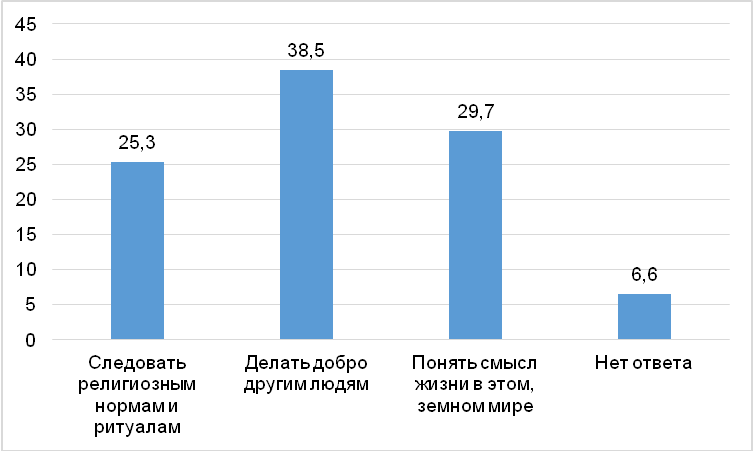 45
40
35
30
25
20
15
10
5
0
25,3
38,5
29,7
6,6
Следовать
религиозным
нормам и
ритуалам
Делать добро
другим людям
Понять смысл
жизни в этом,
земном мире
Нет ответа